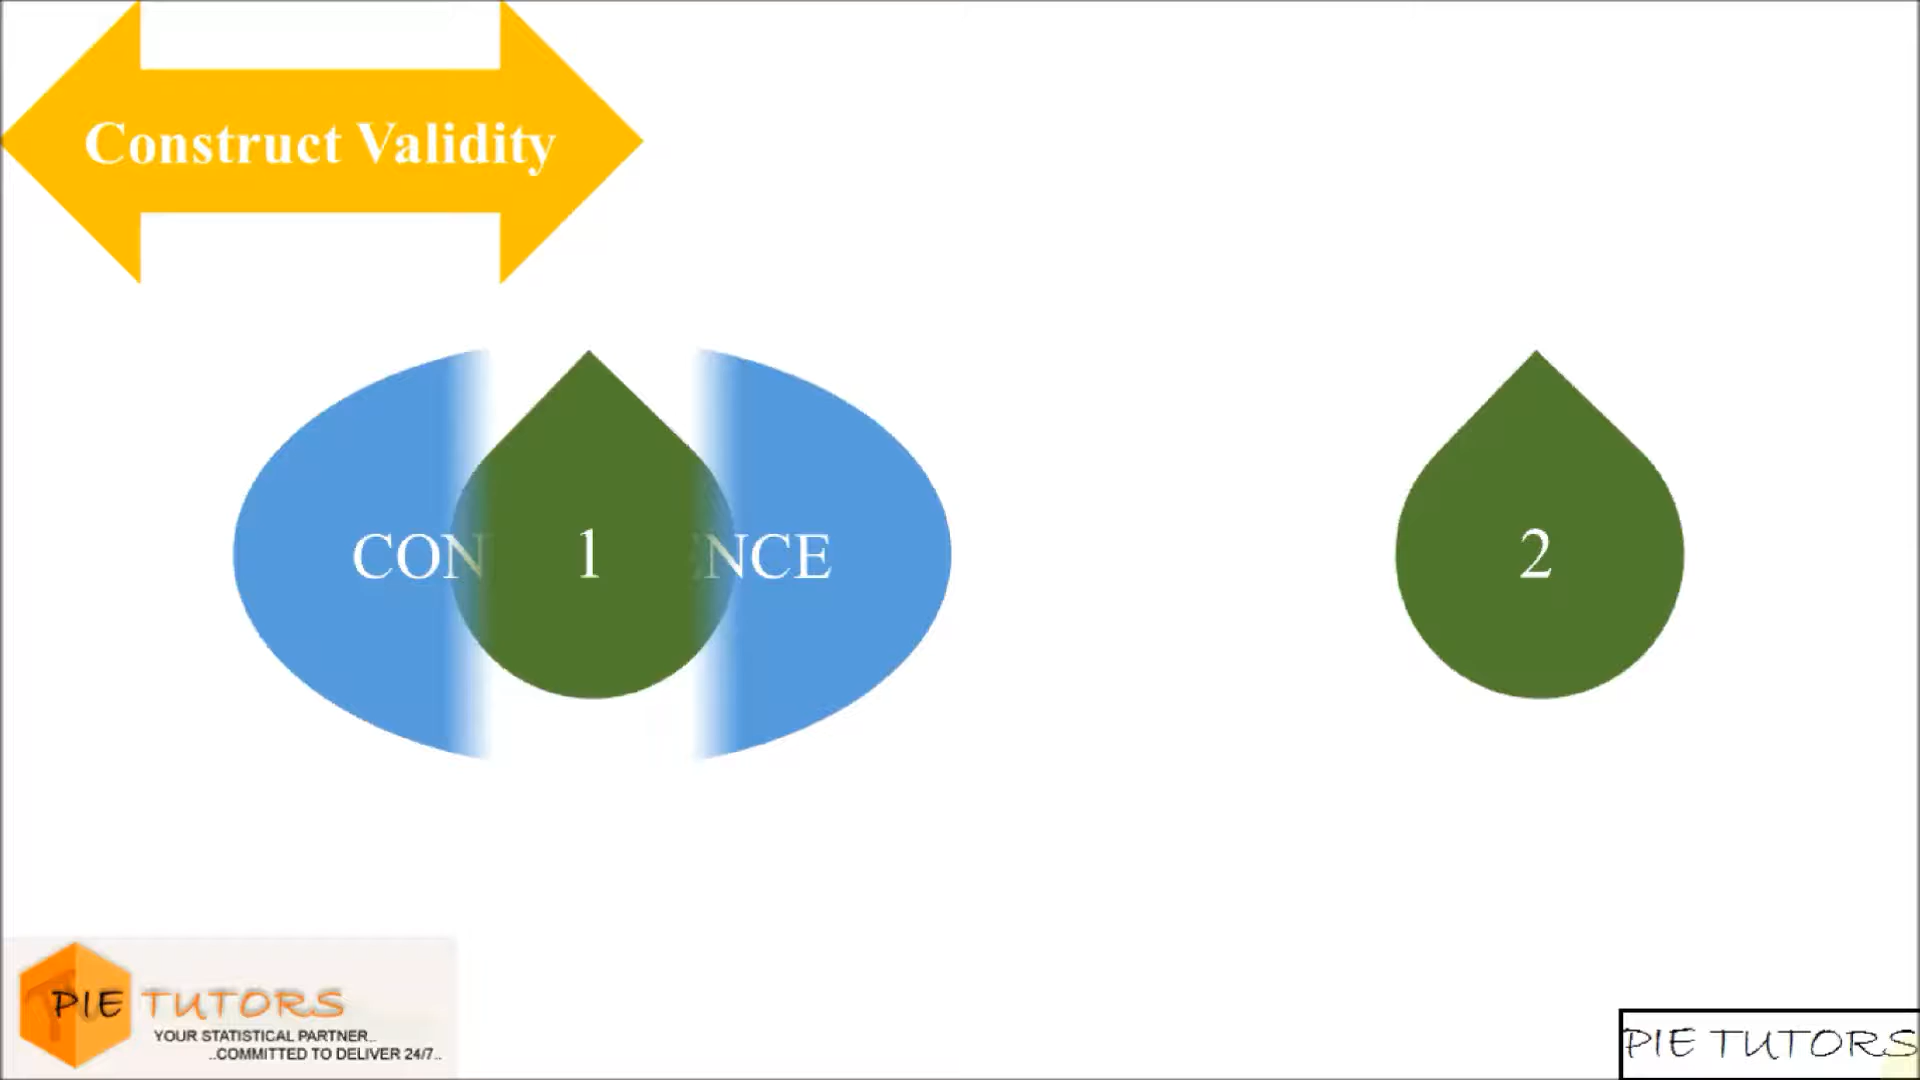 Construct Validity
CON
1
NCE
2
PIE TUTORS
YOUR STATISTICAL PARTNER..
..COMMITTED TO DELIVER 24/7..
PIE TUTORS